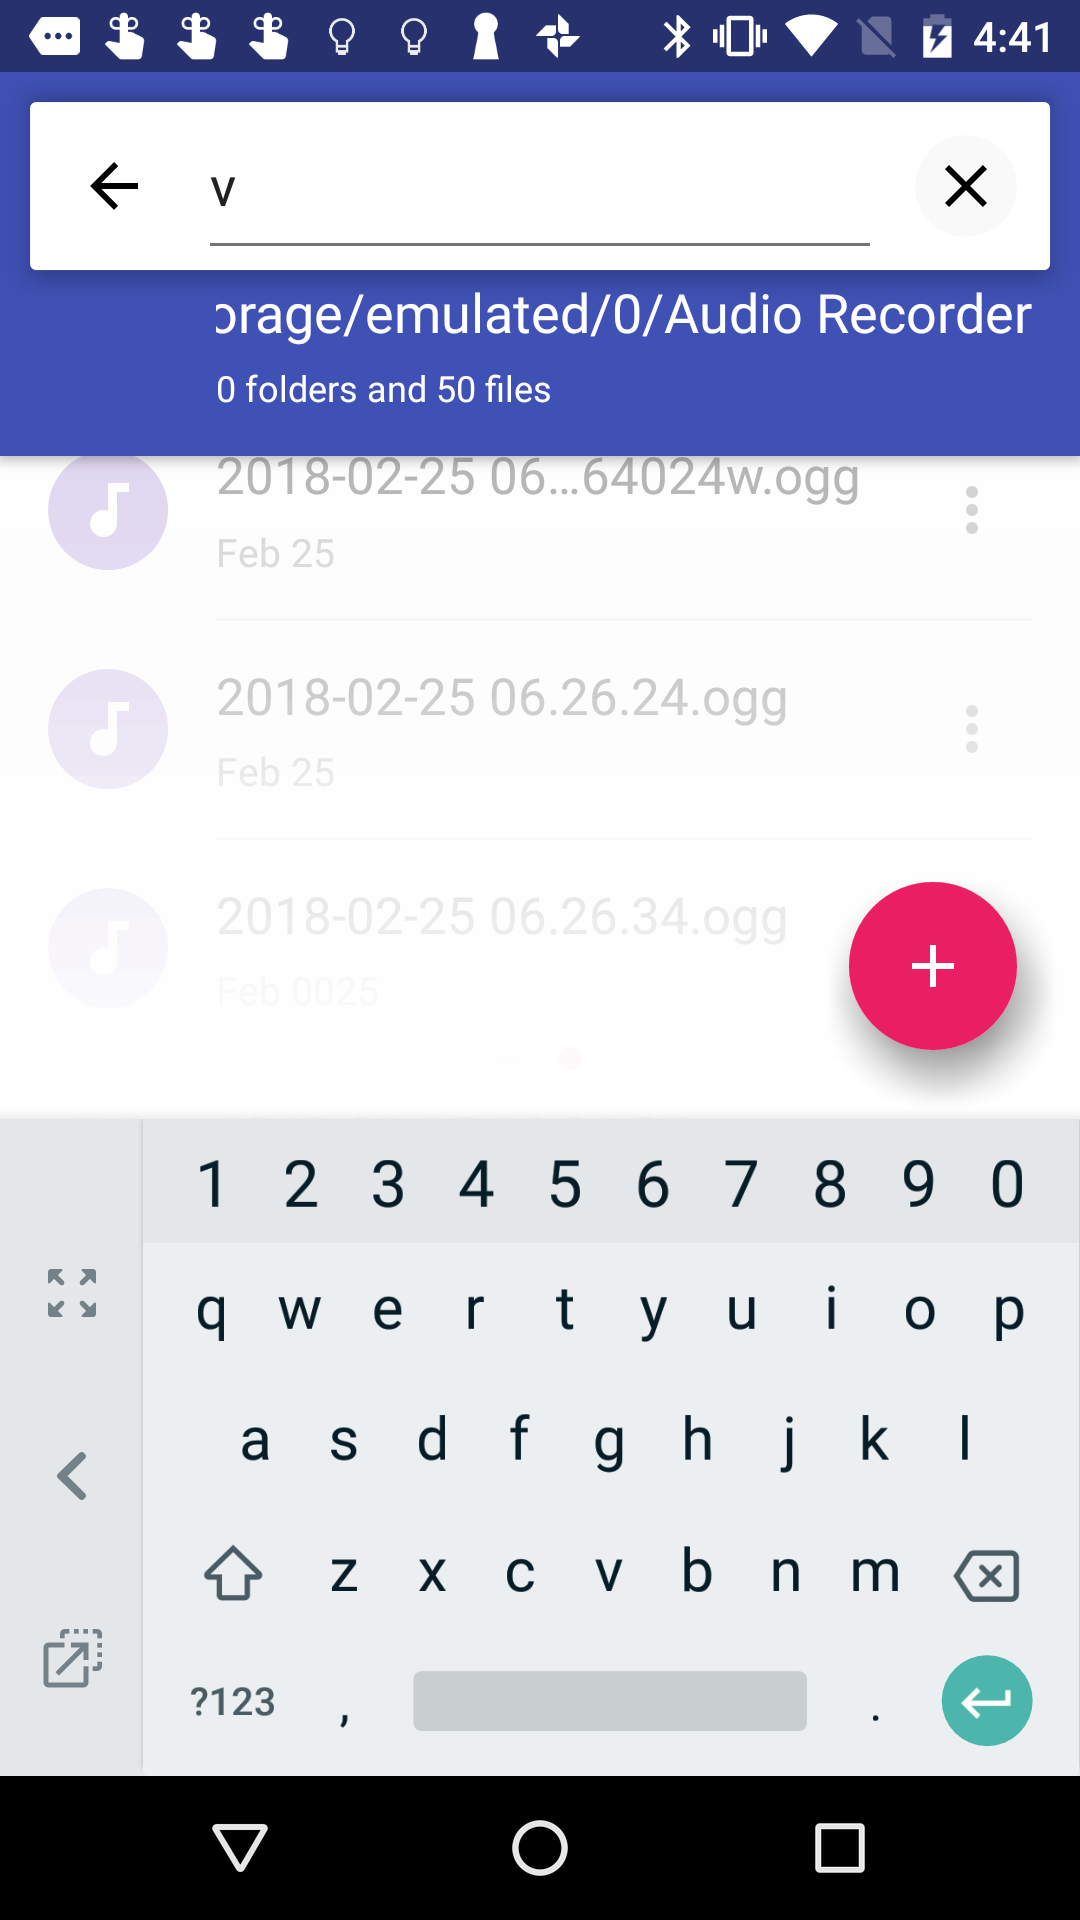 4:41
v
orage/emulated/0/Audio Recorder
0 folders and 50 files
2018-02-25 06...64024w.ogg
Feb 25
2018-02-25 06.26.24.ogg
Feb 25
2018-02-25 06.26.34.ogg
Feb 0025
1 2 3 4 5 6 7 8 9 0
q w e r t y u i o p
a s d f g h j k l
z x c v b n m
?123 , .